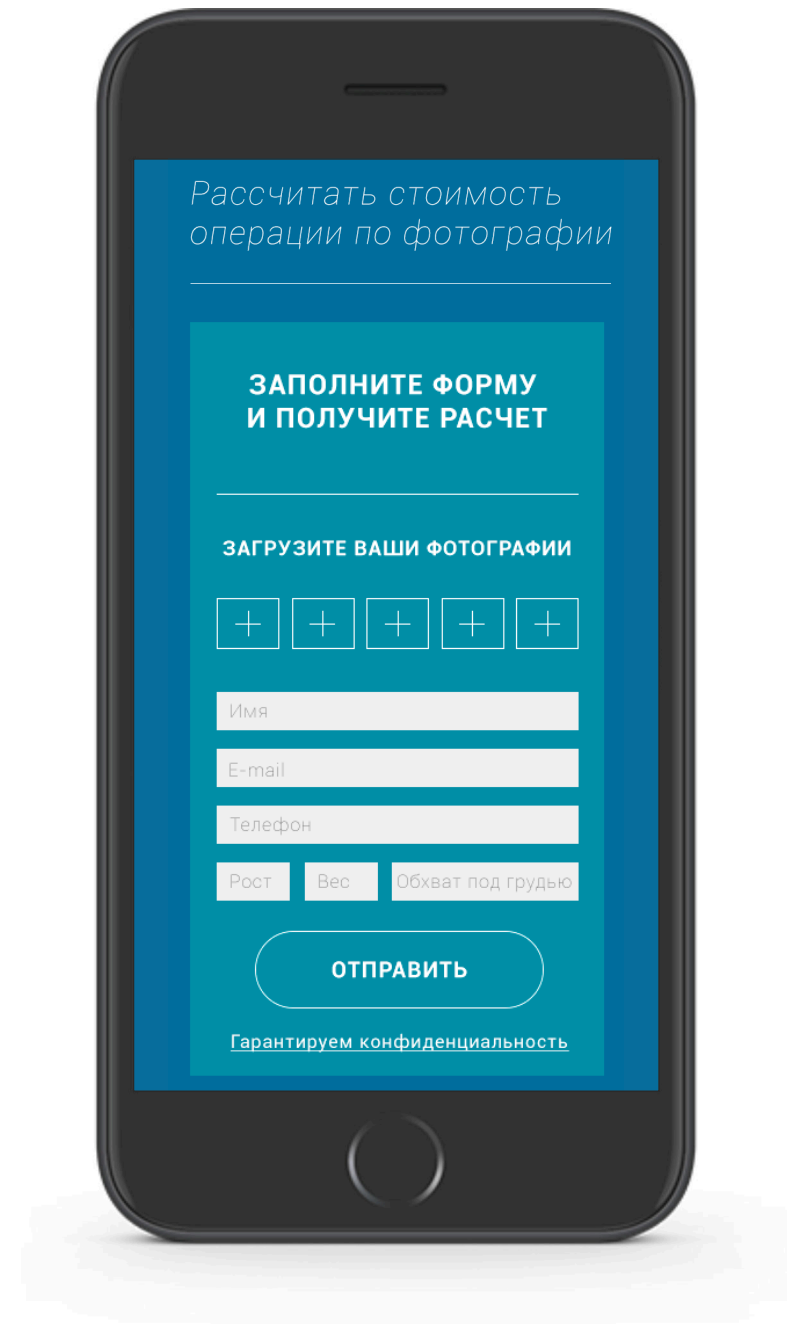 Рассчитать стоимость
операции по фотографии
ЗАПОЛНИТЕ ФОРМУ
И ПОЛУЧИТЕ РАСЧЕТ
ЗАГРУЗИТЕ ВАШИ ФОТОГРАФИИ
Имя
E-mail
Телефон
Рост Вес Обхват под грудью
ОТПРАВИТЬ
Гарантируем конфиденциальность